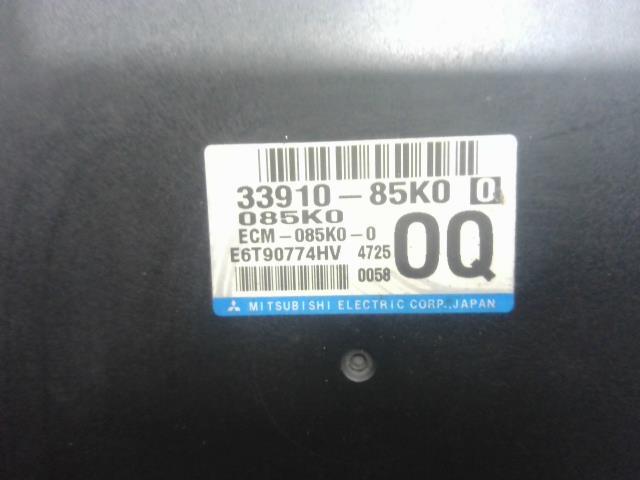 33910-85K0 0
085K0
ECM-085K0-0
E6T90774HV 4725
0058
0Q
MITSUBISHI ELECTRIC CORP., JAPAN